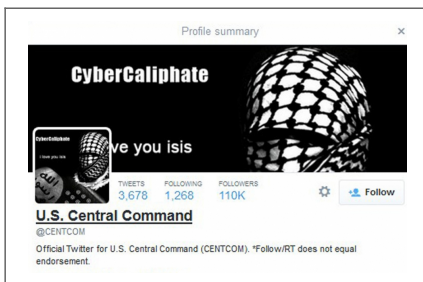 Profile summary
×
CyberCaliphate
ve you isis
CyberCaliphate
i love you isis
TWEETS FOLLOWING FOLLOWERS
3,678 1,268 110K
Follow
U.S. Central Command
@CENTCOM
Official Twitter for U.S. Central Command (CENTCOM). *Follow/RT does not equal
endorsement.